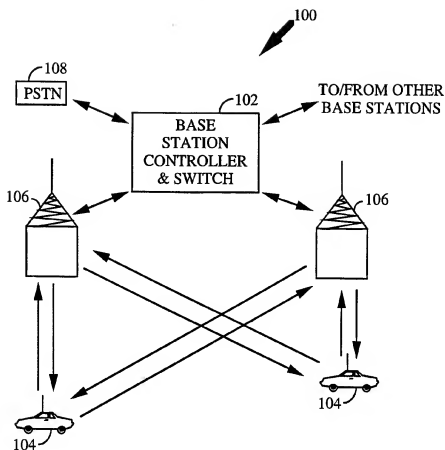 100
108
PSTN
102
TO/FROM OTHER
BASE STATIONS
BASE
STATION
CONTROLLER
& SWITCH
106
106
104
104